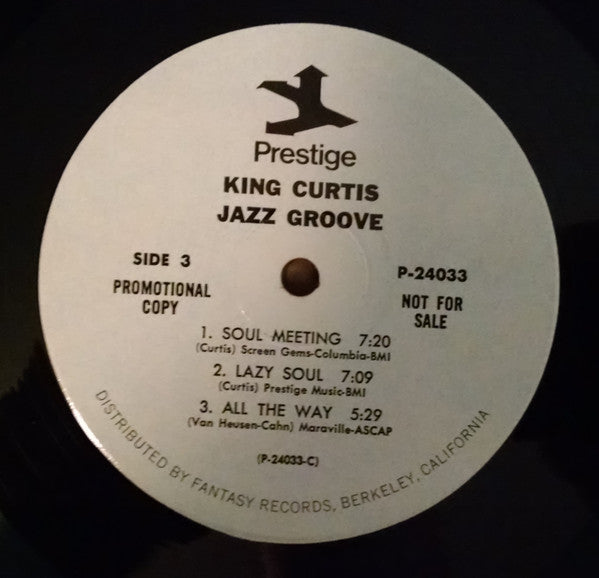 Prestige
KING CURTIS
JAZZ GROOVE
SIDE 3
P-24033
PROMOTIONAL
COPY
NOT FOR
SALE
1. SOUL MEETING 7:20
(Curtis) Screen Gems-Columbia-BMI
2. LAZY SOUL 7:09
(Curtis) Prestige Music-BMI
3. ALL THE WAY 5:29
(Van Heusen-Cahn) Maraville-ASCAP
(P-24033-C)
DISTRIBUTED BY FANTASY RECORDS, BERKELEY, CALIFORNIA